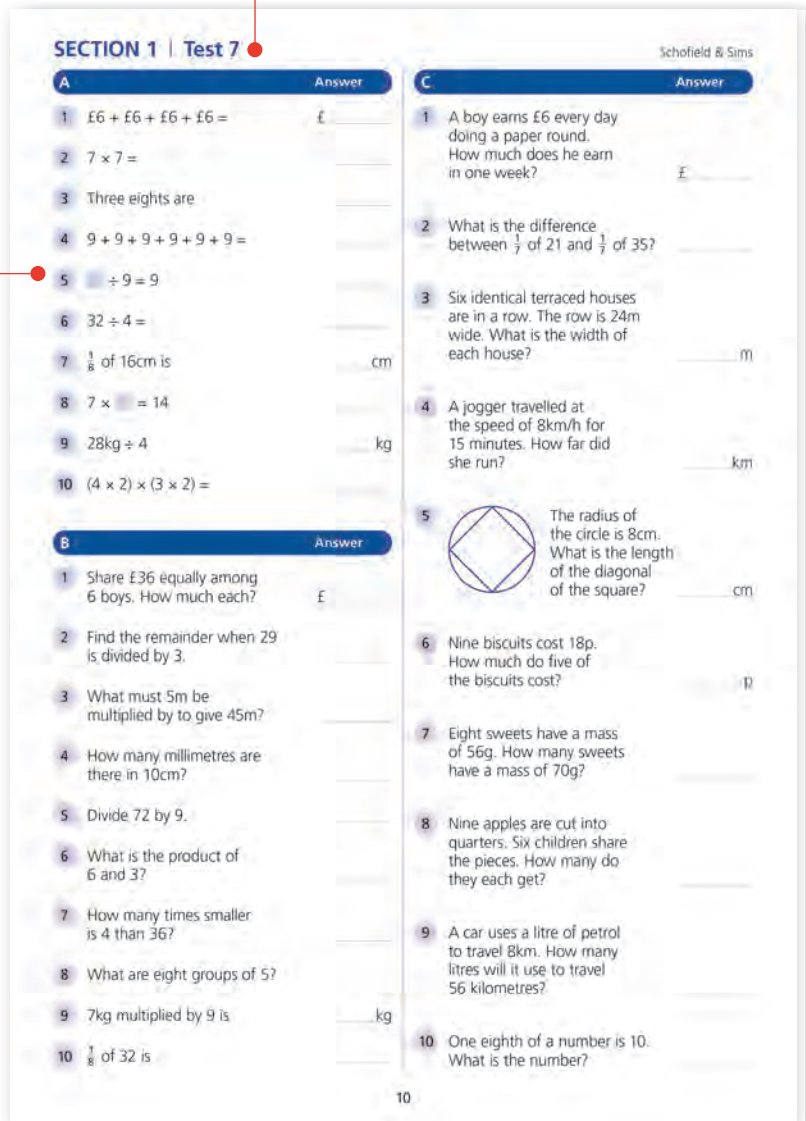 SECTION 1 | Test 7
Schofield & Sims
A Answer
1 £6 + £6 + £6 + £6 = £
2 7 × 7 =
3 Three eights are
4 9 + 9 + 9 + 9 + 9 + 9 =
5 ÷ 9 = 9
6 32 ÷ 4 =
7 1/8 of 16cm is cm
8 7 × = 14
9 28kg ÷ 4 kg
10 (4 × 2) × (3 × 2) =
B Answer
1 Share £36 equally among
6 boys. How much each? £
2 Find the remainder when 29
is divided by 3.
3 What must 5m be
multiplied by to give 45m?
4 How many millimetres are
there in 10cm?
5 Divide 72 by 9.
6 What is the product of
6 and 3?
7 How many times smaller
is 4 than 36?
8 What are eight groups of 5?
9 7kg multiplied by 9 is kg
10 1/8 of 32 is
C Answer
1 A boy earns £6 every day
doing a paper round.
How much does he earn
in one week? £
2 What is the difference
between 1/7 of 21 and 1/7 of 35?
3 Six identical terraced houses
are in a row. The row is 24m
wide. What is the width of
each house? m
4 A jogger travelled at
the speed of 8km/h for
15 minutes. How far did
she run? km
5 The radius of
the circle is 8cm.
What is the length
of the diagonal
of the square? cm
6 Nine biscuits cost 18p.
How much do five of
the biscuits cost? p
7 Eight sweets have a mass
of 56g. How many sweets
have a mass of 70g?
8 Nine apples are cut into
quarters. Six children share
the pieces. How many do
they each get?
9 A car uses a litre of petrol
to travel 8km. How many
litres will it use to travel
56 kilometres?
10 One eighth of a number is 10.
What is the number?
10